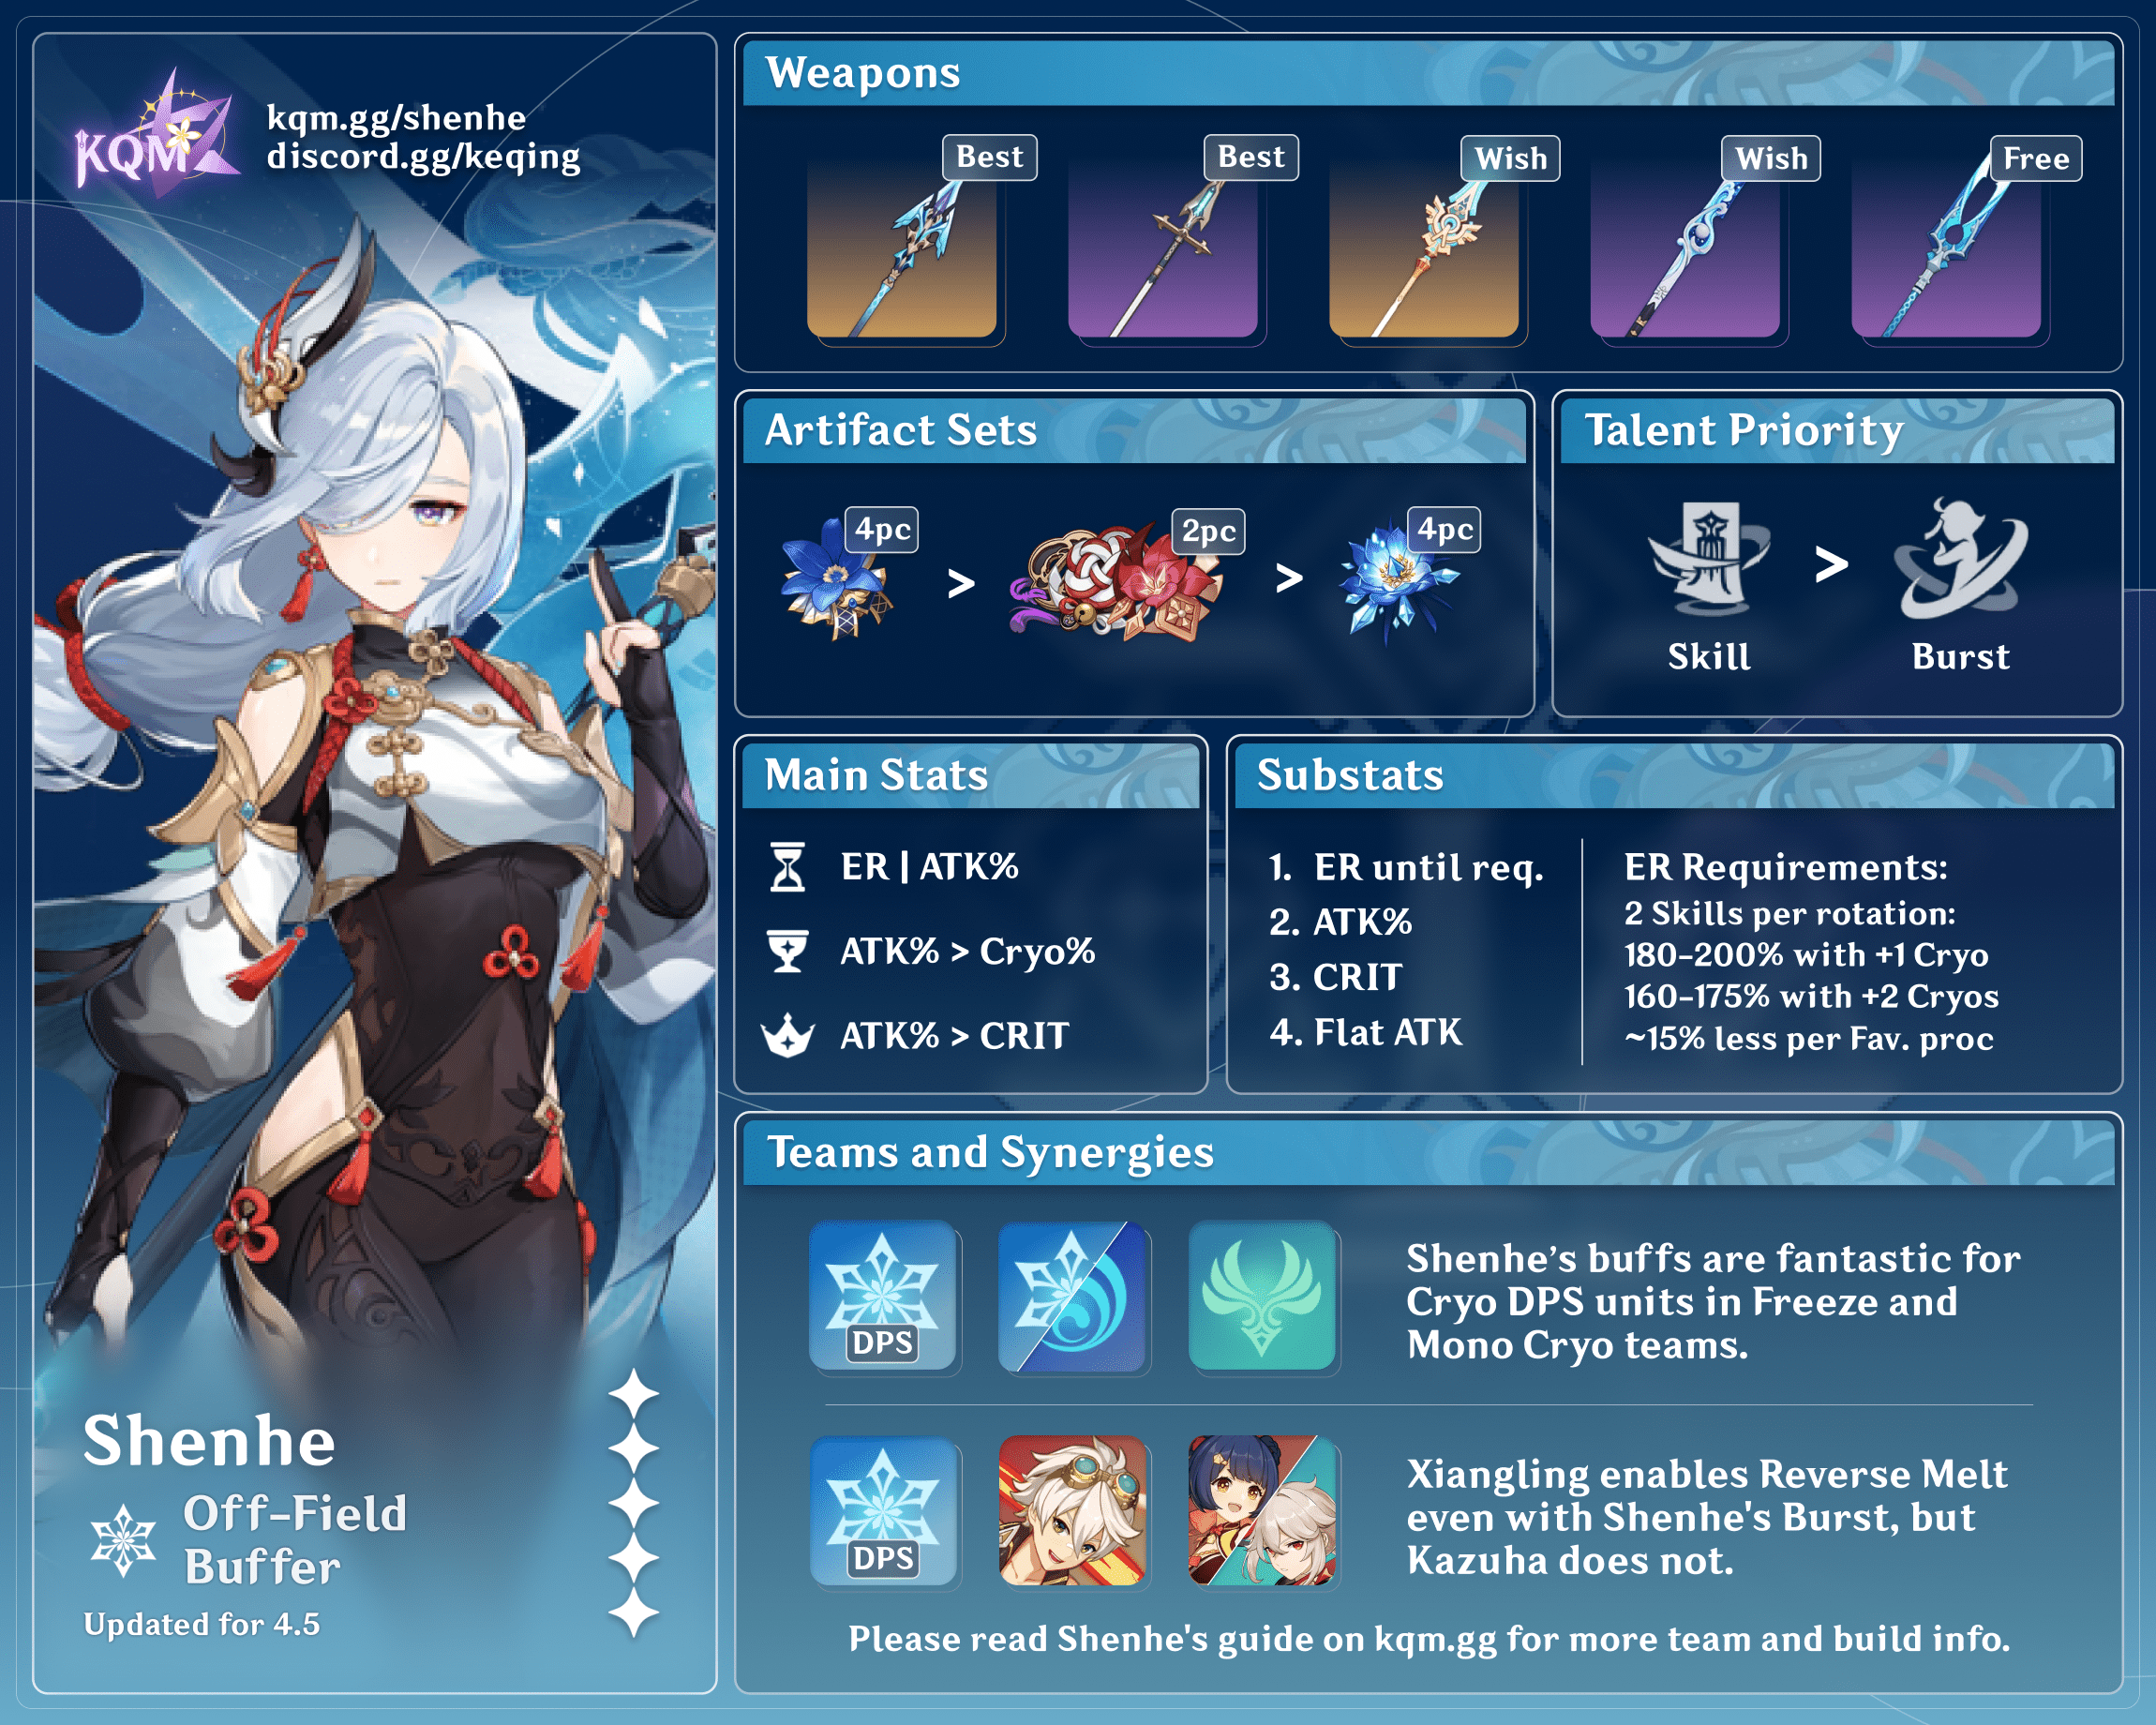 KQM
kqm.gg/shenhe
discord.gg/keqing
Shenhe
Off-Field
Buffer
Updated for 4.5
Weapons
Best
Best
Wish
Wish
Free
Artifact Sets
4pc
>
2pc
>
4pc
Talent Priority
>
Skill
Burst
Main Stats
ER | ATK%
ATK% > Cryo%
ATK% > CRIT
Substats
1. ER until req.
2. ATK%
3. CRIT
4. Flat ATK
ER Requirements:
2 Skills per rotation:
180-200% with +1 Cryo
160-175% with +2 Cryos
~15% less per Fav. proc
Teams and Synergies
DPS
Shenhe’s buffs are fantastic for
Cryo DPS units in Freeze and
Mono Cryo teams.
DPS
Xiangling enables Reverse Melt
even with Shenhe's Burst, but
Kazuha does not.
Please read Shenhe's guide on kqm.gg for more team and build info.